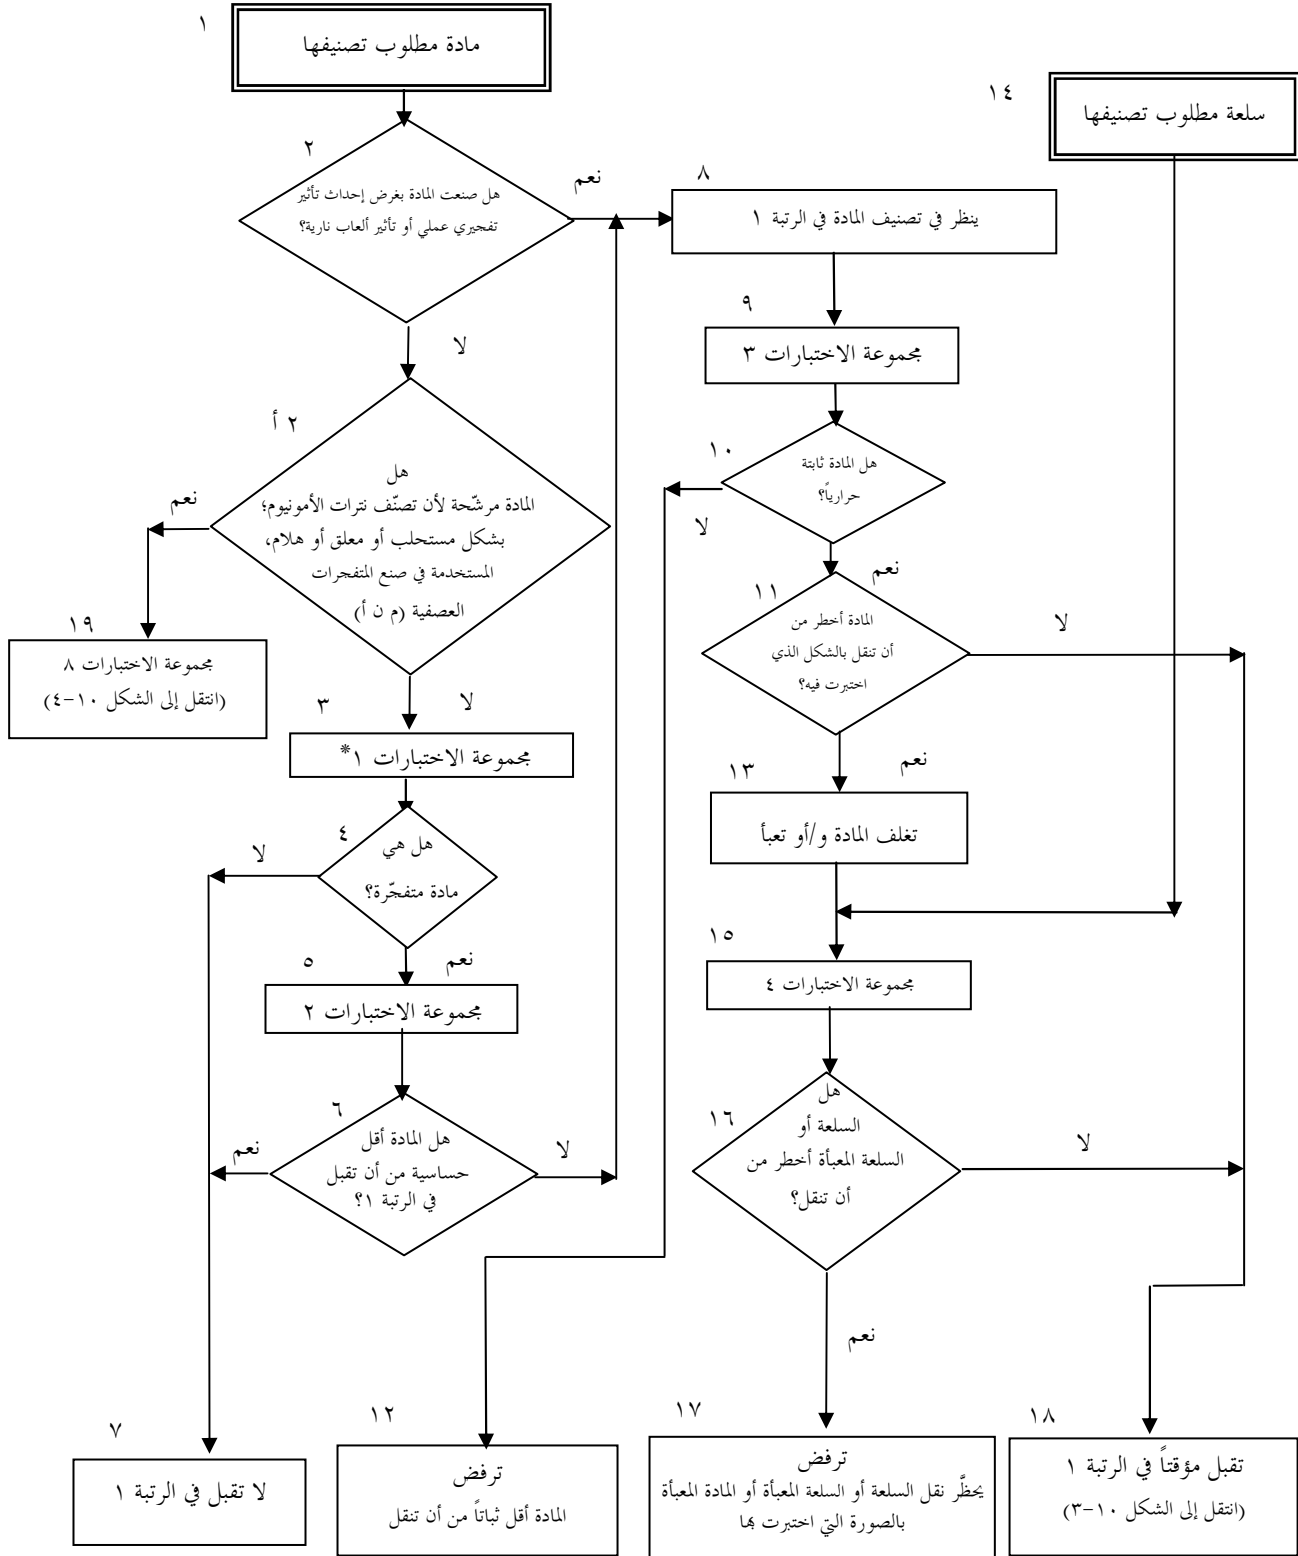 ١
مادة مطلوب تصنيفها
١٤
سلعة مطلوب تصنيفها
٢
هل صنعت المادة بغرض إحداث تأثير
تفجيري عملي أو تأثير ألعاب نارية؟
نعم
لا
٨
ينظر في تصنيف المادة في الرتبة ١
٩
مجموعة الاختبارات ٣
١٠
هل المادة ثابتة
حرارياً؟
لا
نعم
٢ أ
هل
المادة مرشّحة لأن تصنّف نترات الأمونيوم؛
بشكل مستحلب أو معلق أو هلام،
المستخدمة في صنع المتفجرات
العصفية (م ن أ)
نعم
لا
١٩
مجموعة الاختبارات ٨
(انتقل إلى الشكل ١٠-٤)
١١
المادة أخطر من
أن تنقل بالشكل الذي
اختبرت فيه؟
لا
نعم
٣
مجموعة الاختبارات ١*
١٣
تغلف المادة و/أو تعبأ
٤
هل هي
مادة متفجّرة؟
لا
نعم
٥
مجموعة الاختبارات ٢
١٥
مجموعة الاختبارات ٤
٦
هل المادة أقل
حساسية من أن تقبل
في الرتبة ١؟
نعم
لا
١٦
هل
السلعة أو
السلعة المعبأة أخطر من
أن تنقل؟
لا
نعم
٧
لا تقبل في الرتبة ١
١٢
ترفض
المادة أقل ثباتاً من أن تنقل
١٧
ترفض
يحظَّر نقل السلعة أو السلعة المعبأة أو المادة المعبأة
بالصورة التي اختبرت بها
١٨
تقبل مؤقتاً في الرتبة ١
(انتقل إلى الشكل ١٠-٣)